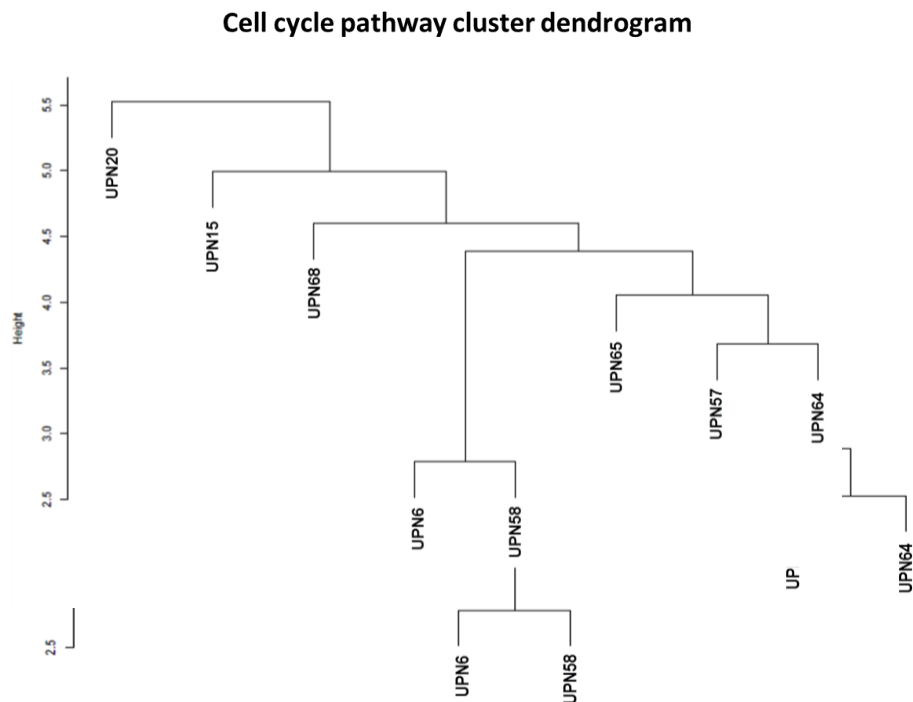 Cell cycle pathway cluster dendrogram
5.5
5.0
4.5
4.0
3.5
3.0
2.5
Height
UPN20
UPN15
UPN68
UPN65
UPN57
UPN64
UPN6
UPN58
UP
UPN64
2.5
UPN6
UPN58